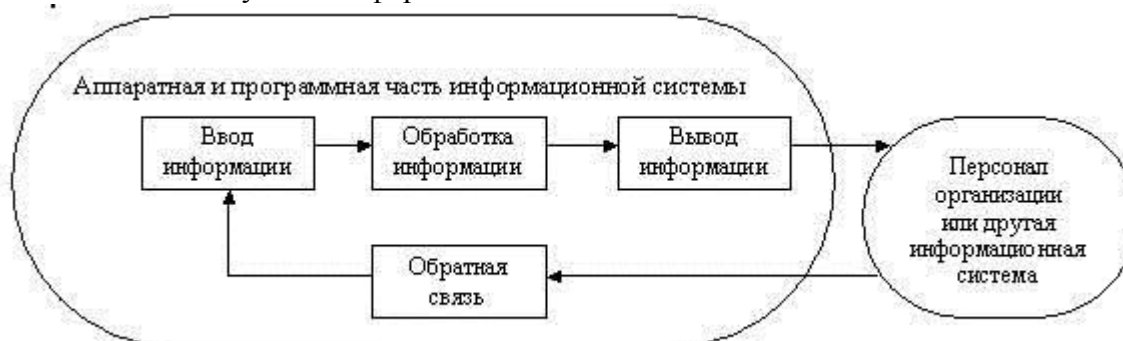 Аппаратная и программная часть информационной системы
Ввод
информации
Обработка
информации
Вывод
информации
Персонал
организации
или другая
информационная
система
Обратная
связь